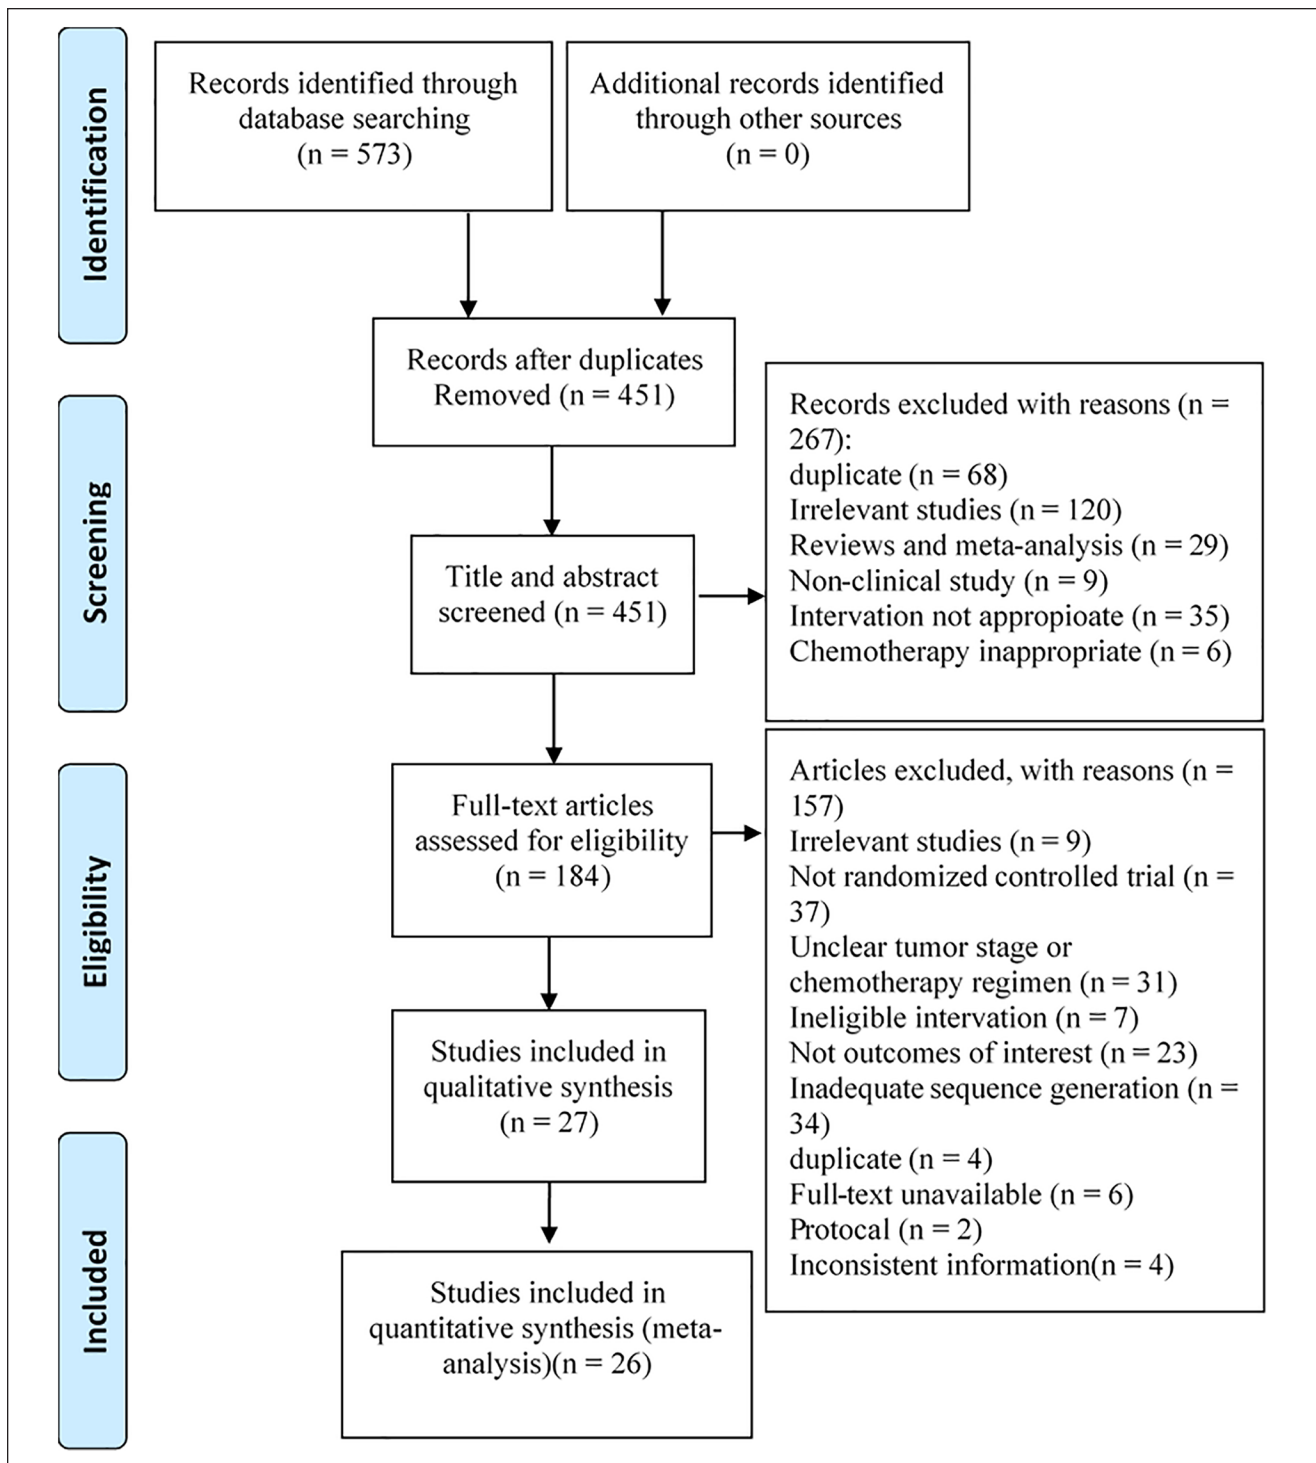 Identification
Records identified through
database searching
(n = 573)
Additional records identified
through other sources
(n = 0)
Records after duplicates
Removed (n = 451)
Screening
Title and abstract
screened (n = 451)
Records excluded with reasons (n =
267):
duplicate (n = 68)
Irrelevant studies (n = 120)
Reviews and meta-analysis (n = 29)
Non-clinical study (n = 9)
Intervation not appropioate (n = 35)
Chemotherapy inappropriate (n = 6)
Eligibility
Full-text articles
assessed for eligibility
(n = 184)
Articles excluded, with reasons (n =
157)
Irrelevant studies (n = 9)
Not randomized controlled trial (n =
37)
Unclear tumor stage or
chemotherapy regimen (n = 31)
Ineligible intervation (n = 7)
Not outcomes of interest (n = 23)
Inadequate sequence generation (n =
34)
duplicate (n = 4)
Full-text unavailable (n = 6)
Protocal (n = 2)
Inconsistent information(n = 4)
Studies included in
qualitative synthesis
(n = 27)
Included
Studies included in
quantitative synthesis (meta-
analysis)(n = 26)